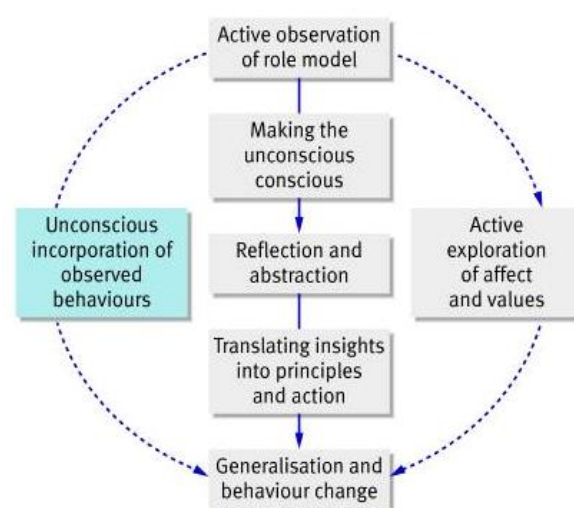 Active observation
of role model
Making the
unconscious
conscious
Unconscious
incorporation of
observed
behaviours
Reflection and
abstraction
Active
exploration
of affect
and values
Translating insights
into principles
and action
Generalisation and
behaviour change